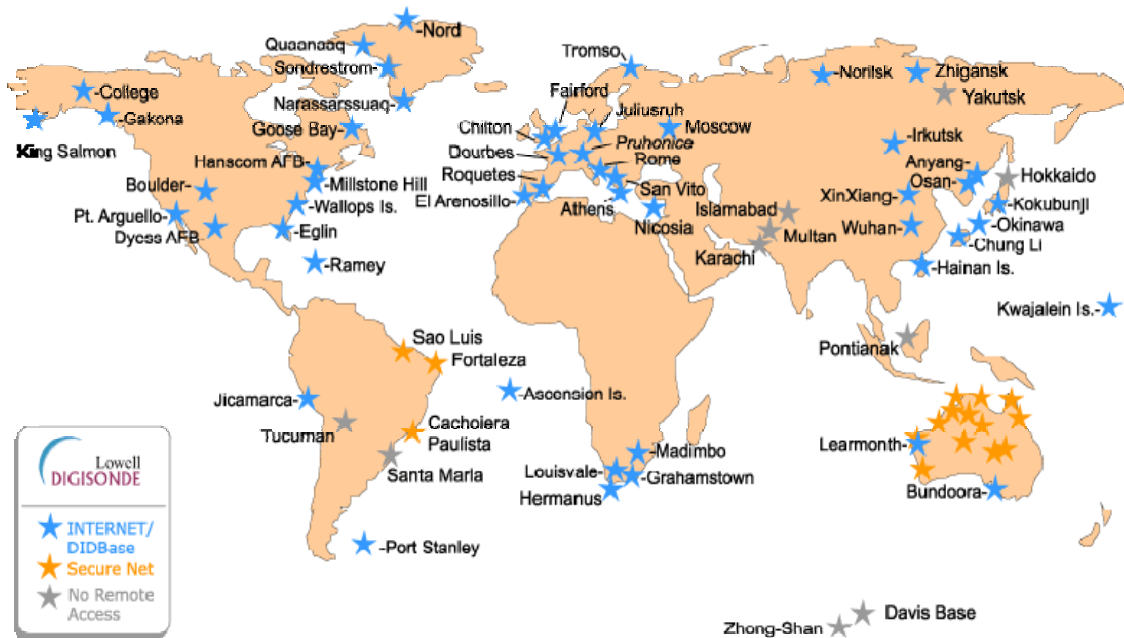 -Nord
Quaanaaq
Sondrestrom-
Tromso
-Norilsk
Zhigansk
-College
Narassarssuaq-
Fairford
Yakutsk
-Gakona
Goose Bay-
Chilton
Juliusruh
Moscow
King Salmon
-Irkutsk
Hanscom AFB-
Dourbes
Pruhonice
Rome
Anyang-
Boulder-
-Millstone Hill
Roquetes
Osan-
Hokkaido
-Wallops Is.
El Arenosillo-
San Vito
XinXiang-
-Kokubunji
Pt. Arguello-
Athens
Islamabad
Dyess AFB
-Eglin
Nicosia
Multan
Wuhan-
-Okinawa
-Chung Li
Karachi
-Ramey
-Hainan Is.
Kwajalein Is.-
Sao Luis
Fortaleza
Pontianak
Jicamarca-
-Ascension Is.
Tucuman
Cachoiera
Paulista
Santa Maria
Learmonth-
-Madimbo
Louisvale-
-Grahamstown
Hermanus
Bundoora-
-Port Stanlley
Davis Base
Zhong-Shan
Lowell
DIGISONDE
INTERNET/
DIDBase
Secure Net
No Remote
Access